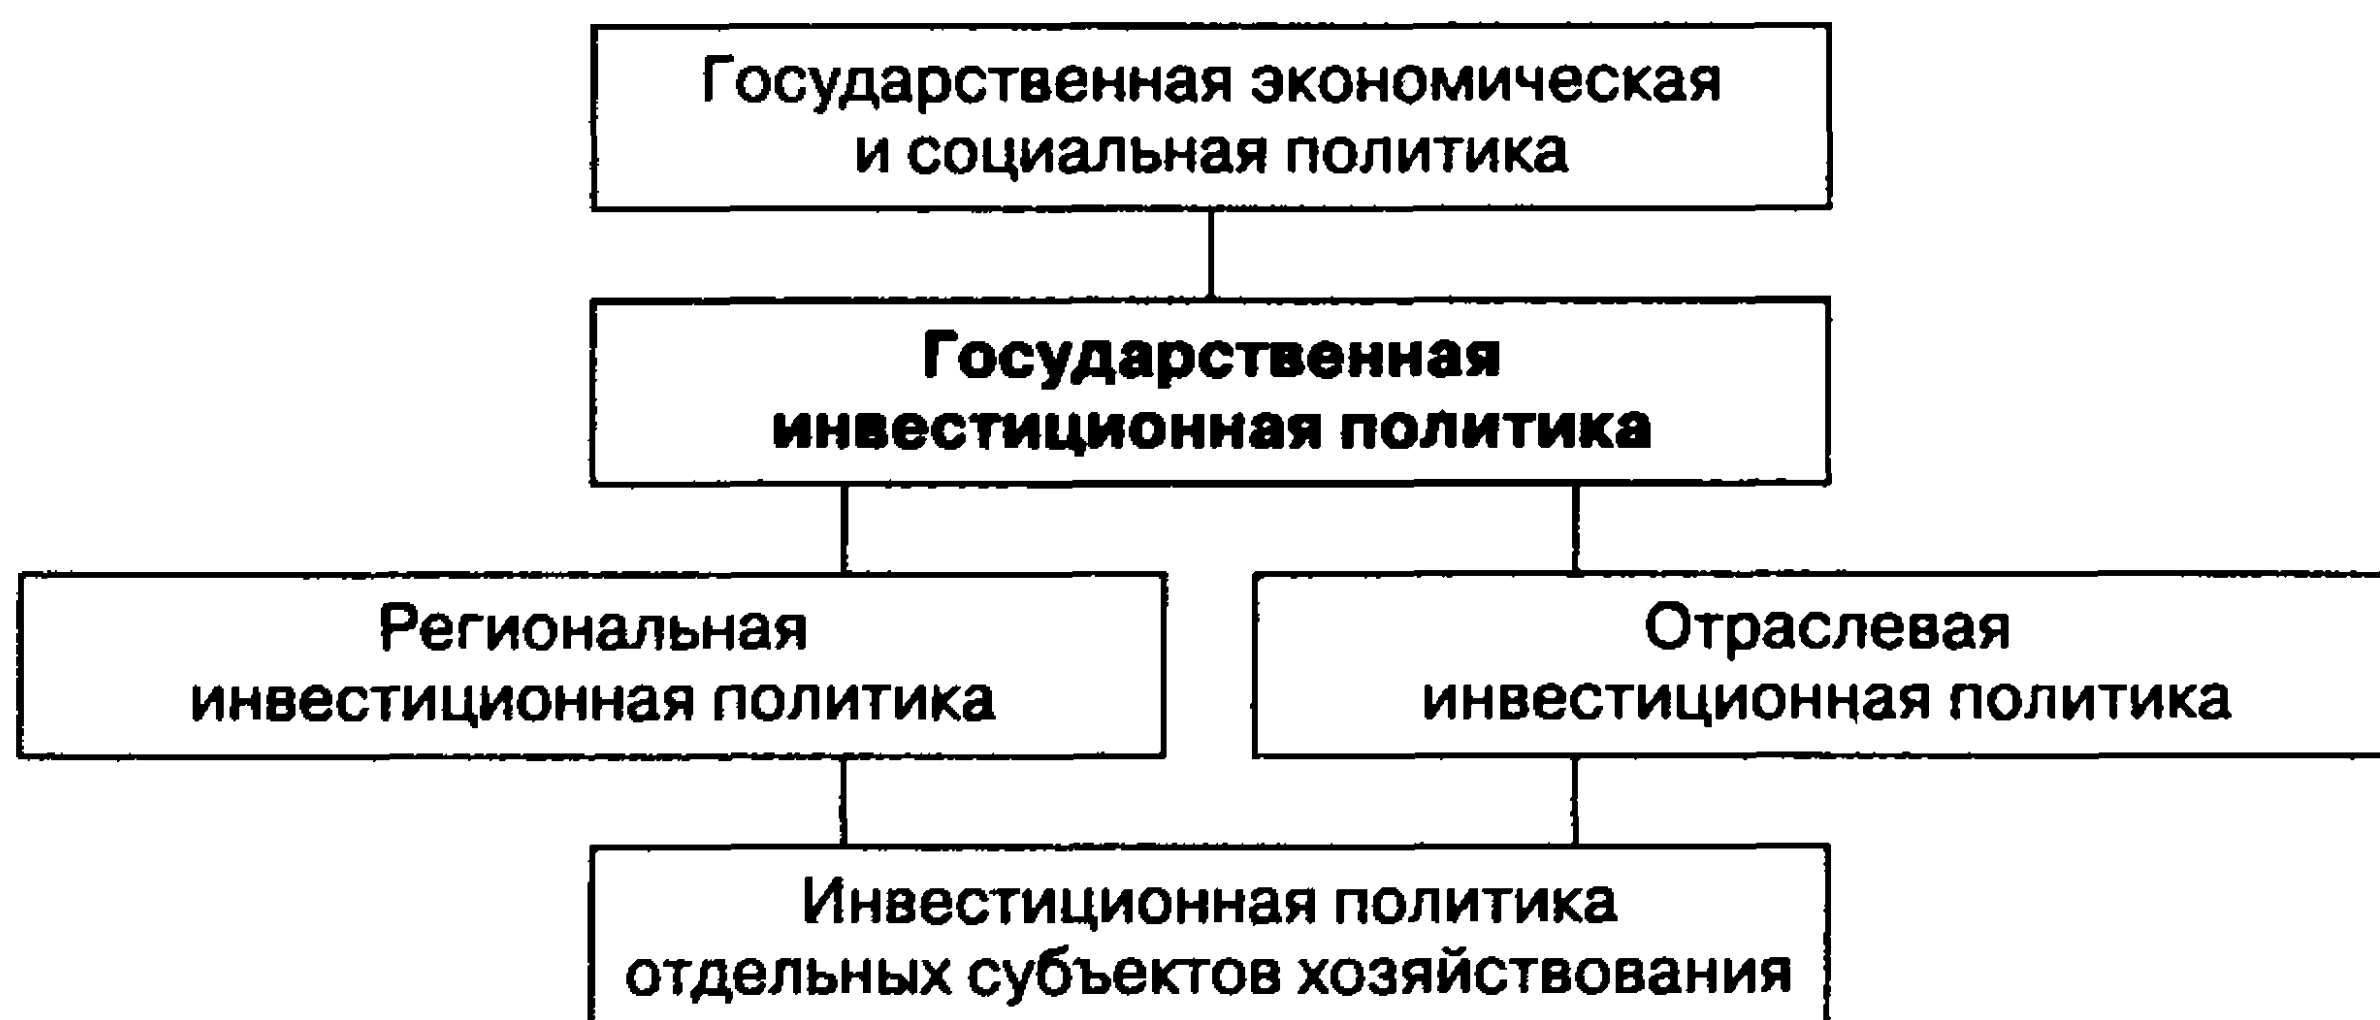 Государственная экономическая
и социальная политика
Государственная
инвестиционная политика
Региональная
инвестиционная политика
Отраслевая
инвестиционная политика
Инвестиционная политика
отдельных субъектов хозяйствования